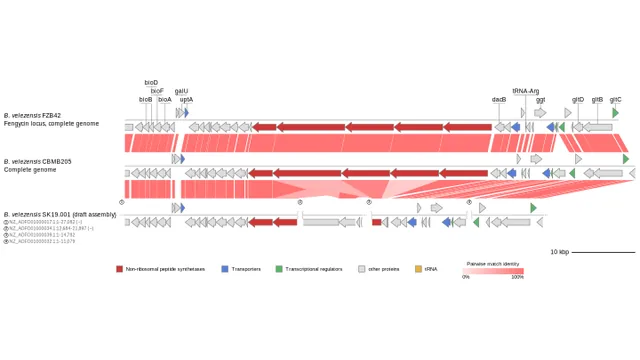 bioD
bioF galU tRNA-Arg
bioB bioA ugtA dacB ggt gltD gltB gltC
B. velezensis FZB42
Fengycin locus, complete genome
B. velezensis CBMB205
Complete genome
B. velezensis SK19.001 (draft assembly)
10 kbp
Pairwise match identity
Non-ribosomal peptide synthetases Transporters Transcriptional regulators other proteins tRNA
0% 100%